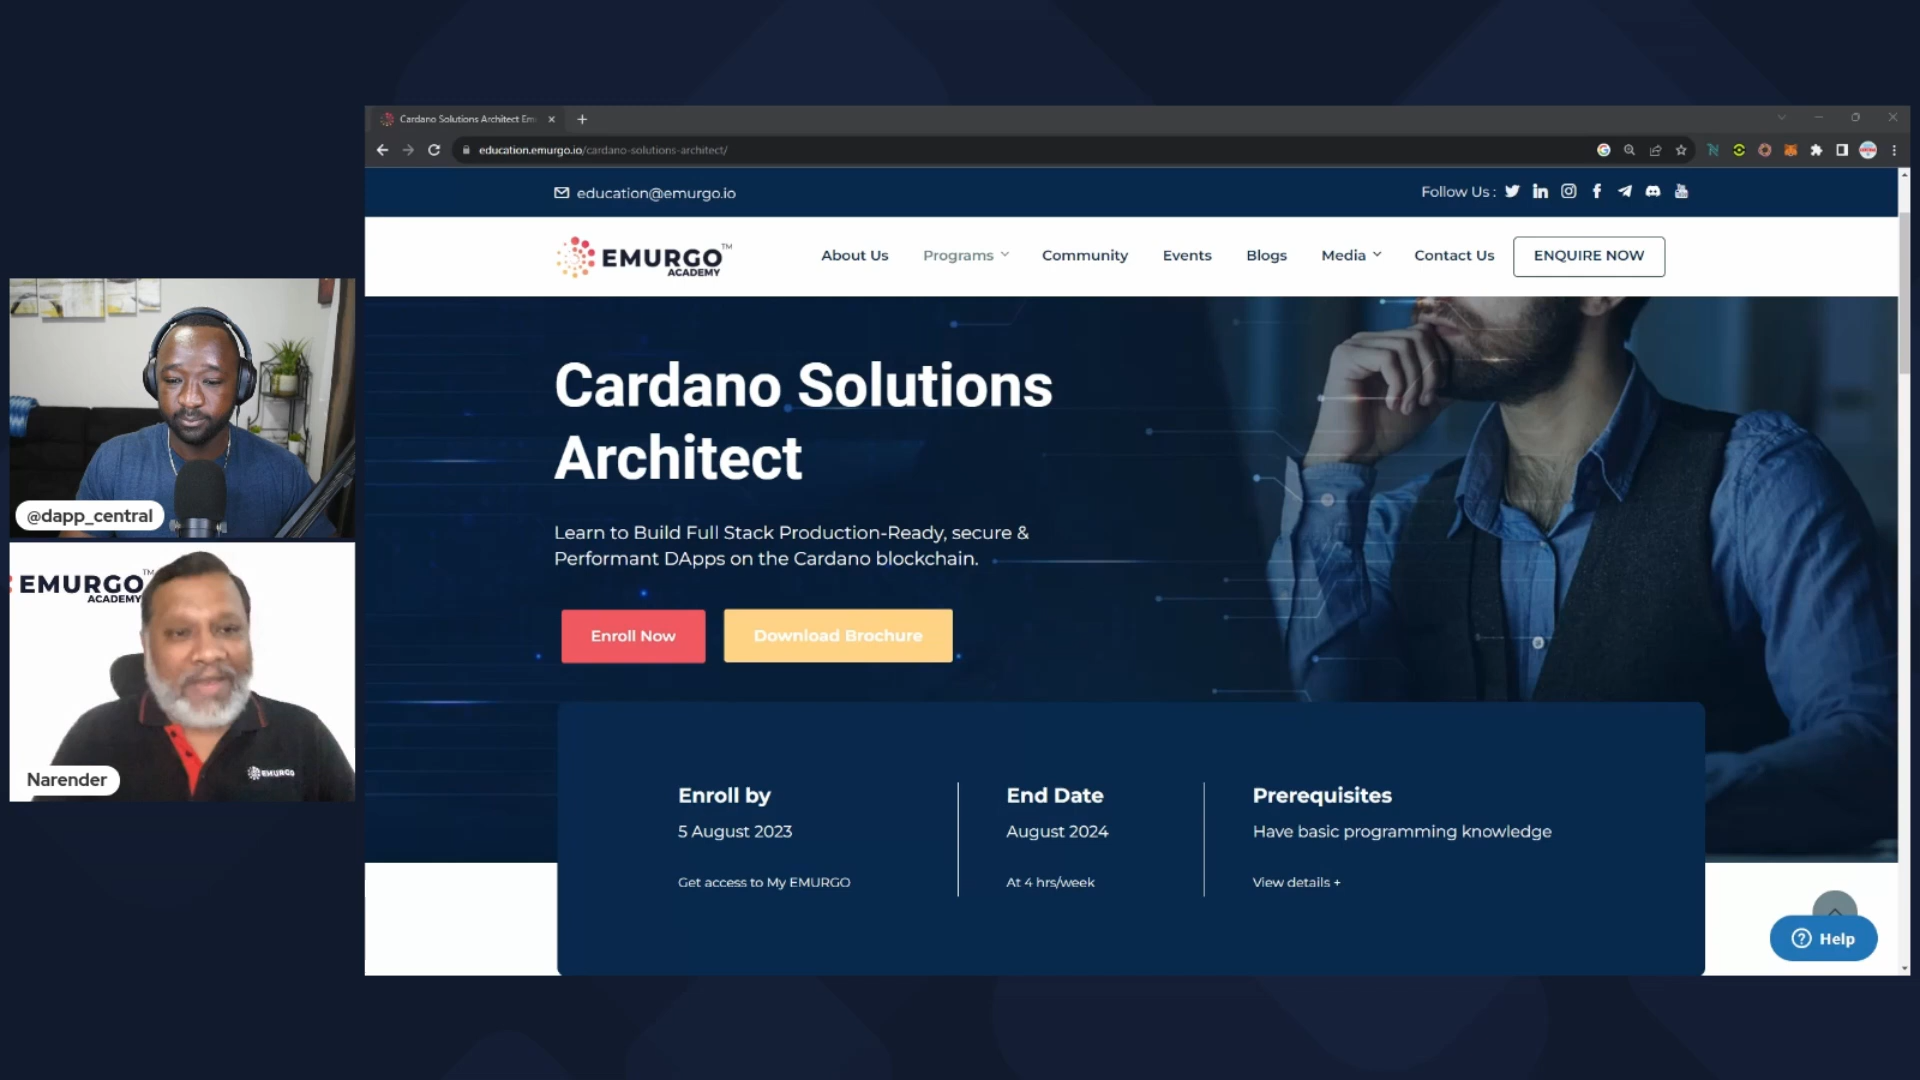 Cardano Solutions Architect Em
education.emurgo.io/cardano-solutions-architect/
education@emurgo.io
Follow Us :
EMURGO™
ACADEMY
About Us
Programs
Community
Events
Blogs
Media
Contact Us
ENQUIRE NOW
Cardano Solutions
Architect
Learn to Build Full Stack Production-Ready, secure &
Performant DApps on the Cardano blockchain.
Enroll Now
Download Brochure
Enroll by
5 August 2023
Get access to My EMURGO
End Date
August 2024
At 4 hrs/week
Prerequisites
Have basic programming knowledge
View details +
Help
@dapp_central
EMURGO™
ACADEMY
EMURGO
Narender